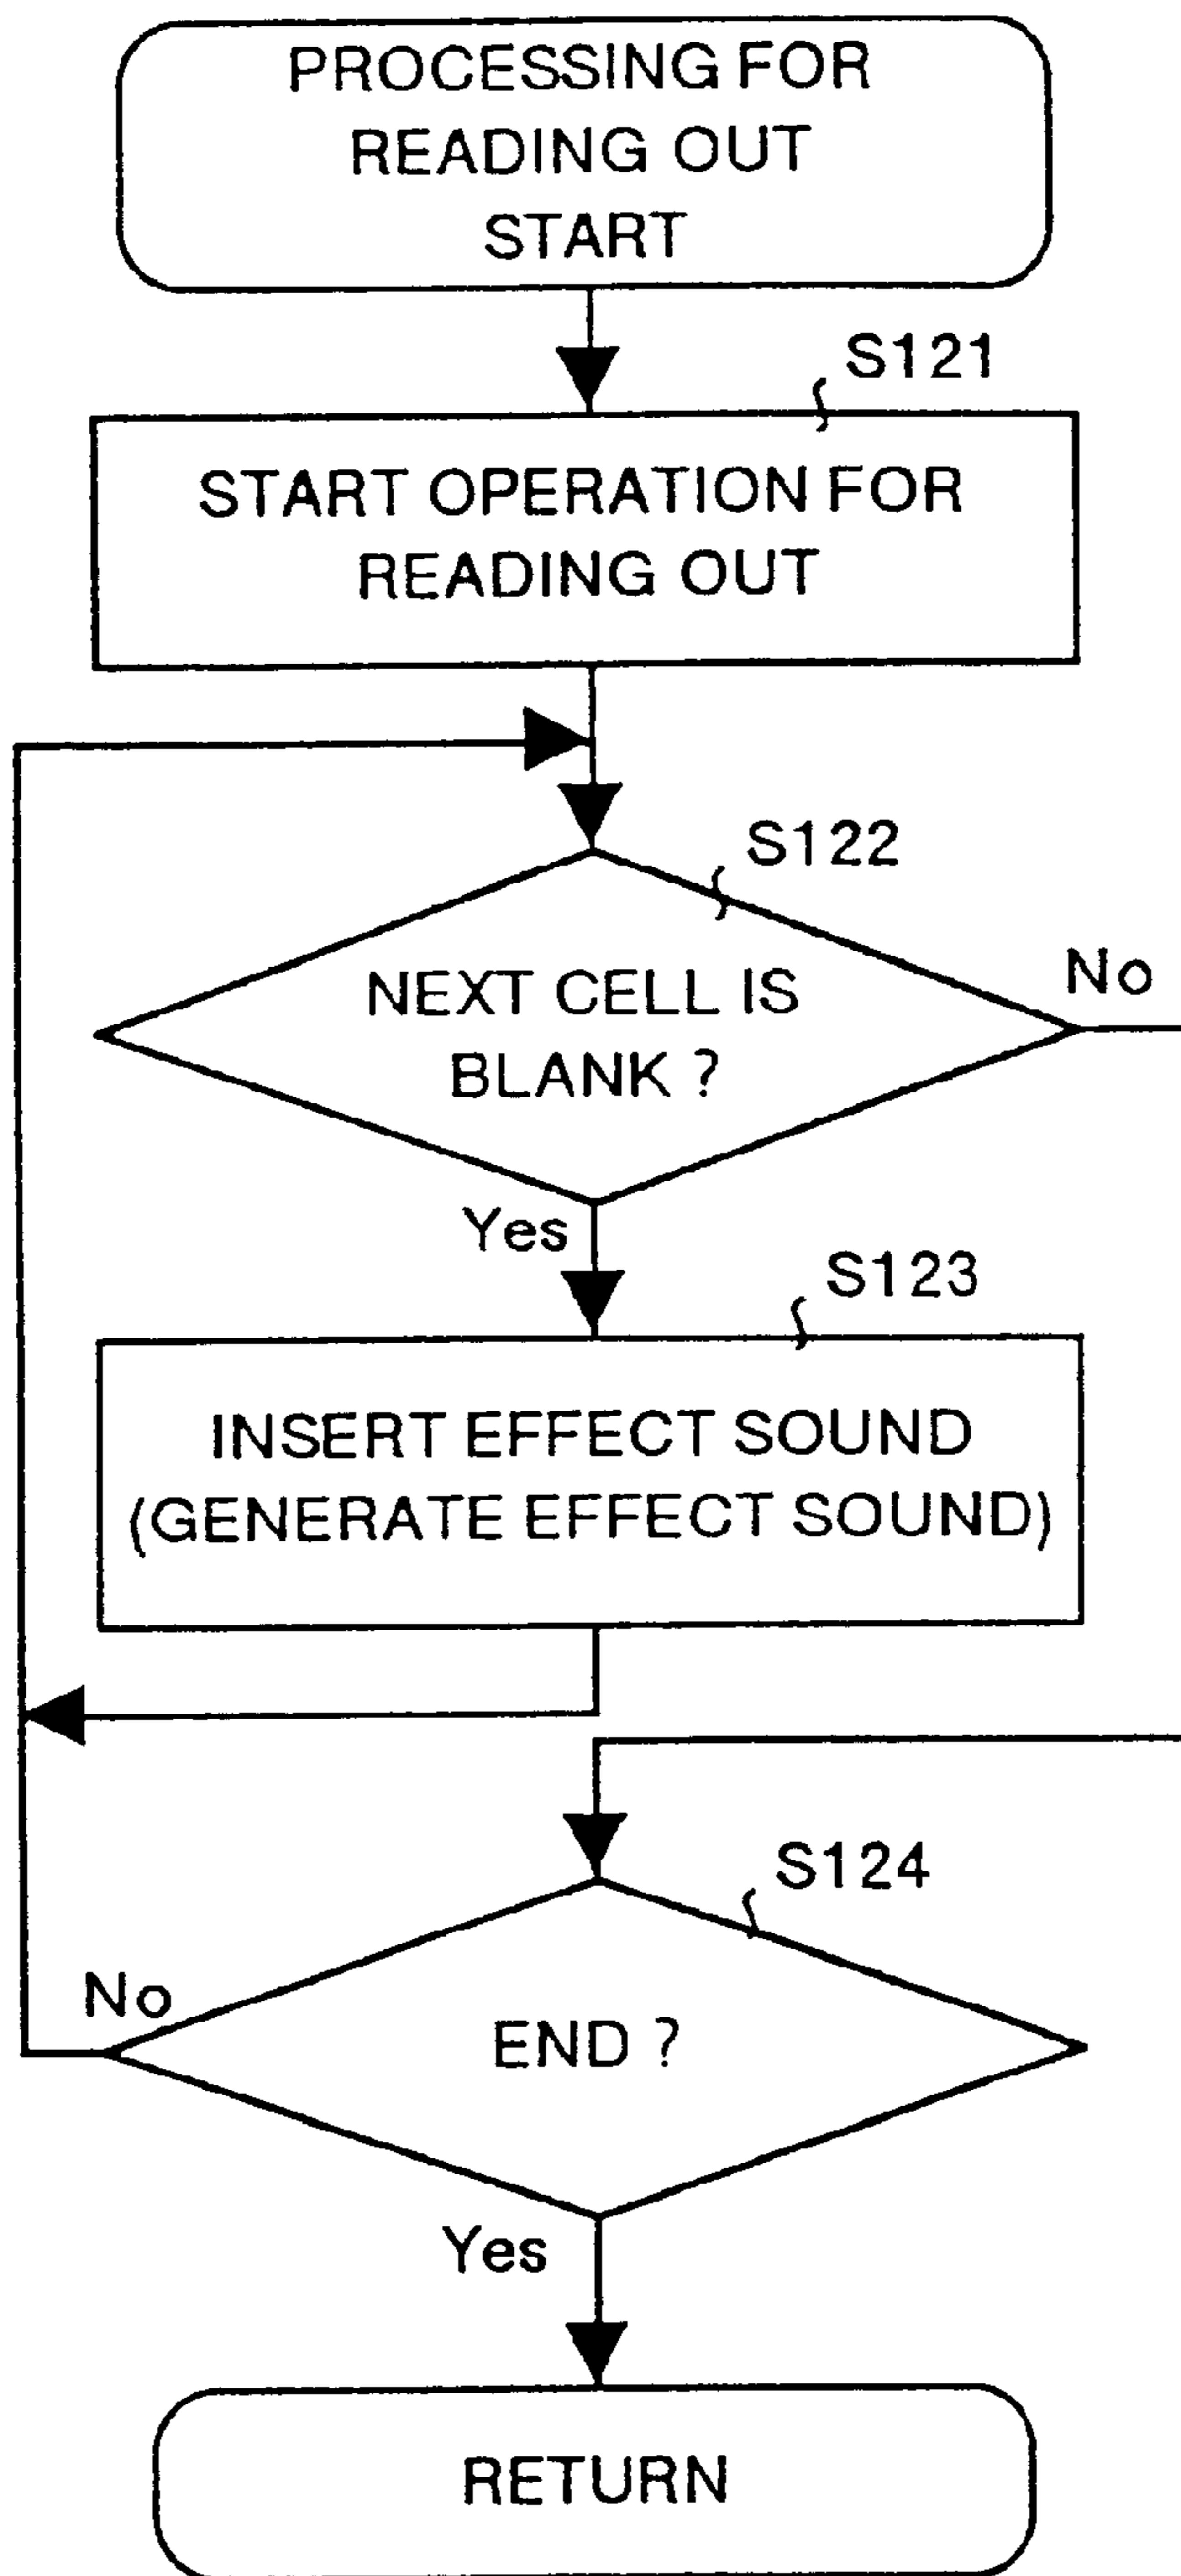 PROCESSING FOR
READING OUT
START
S121
START OPERATION FOR
READING OUT
S122
NEXT CELL IS
BLANK ?
No
Yes
S123
INSERT EFFECT SOUND
(GENERATE EFFECT SOUND)
S124
No
END ?
Yes
RETURN